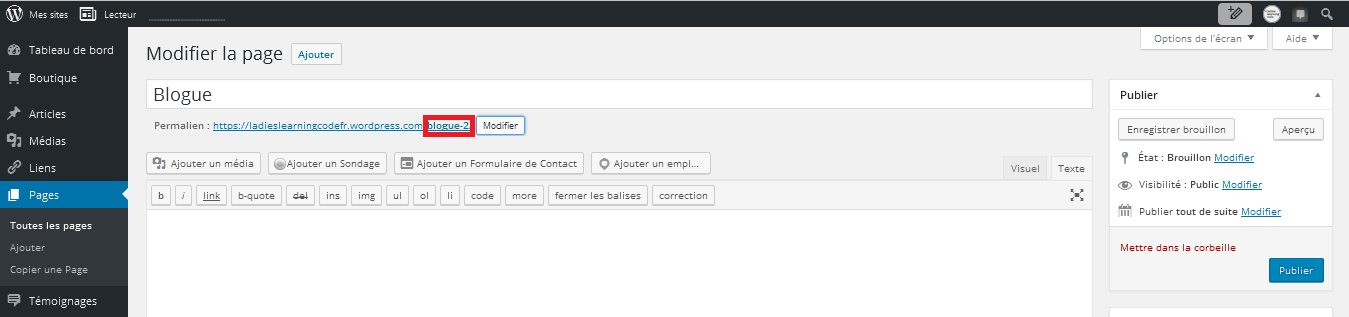 Mes sites Lecteur
Tableau de bord
Boutique
Articles
Médias
Liens
Pages
Toutes les pages
Ajouter
Copier une Page
Témoignages
Options de l'écran Aide
Modifier la page Ajouter
Blogue
Permalien : https://ladieslearningcodefr.wordpress.com/blogue-2/ Modifier
Ajouter un média Ajouter un Sondage Ajouter un Formulaire de Contact Ajouter un empl...
Visuel Texte
b i link b-quote del ins img ul ol li code more fermer les balises correction
Publier
Enregistrer brouillon Aperçu
État : Brouillon Modifier
Visibilité : Public Modifier
Publier tout de suite Modifier
Mettre dans la corbeille
Publier